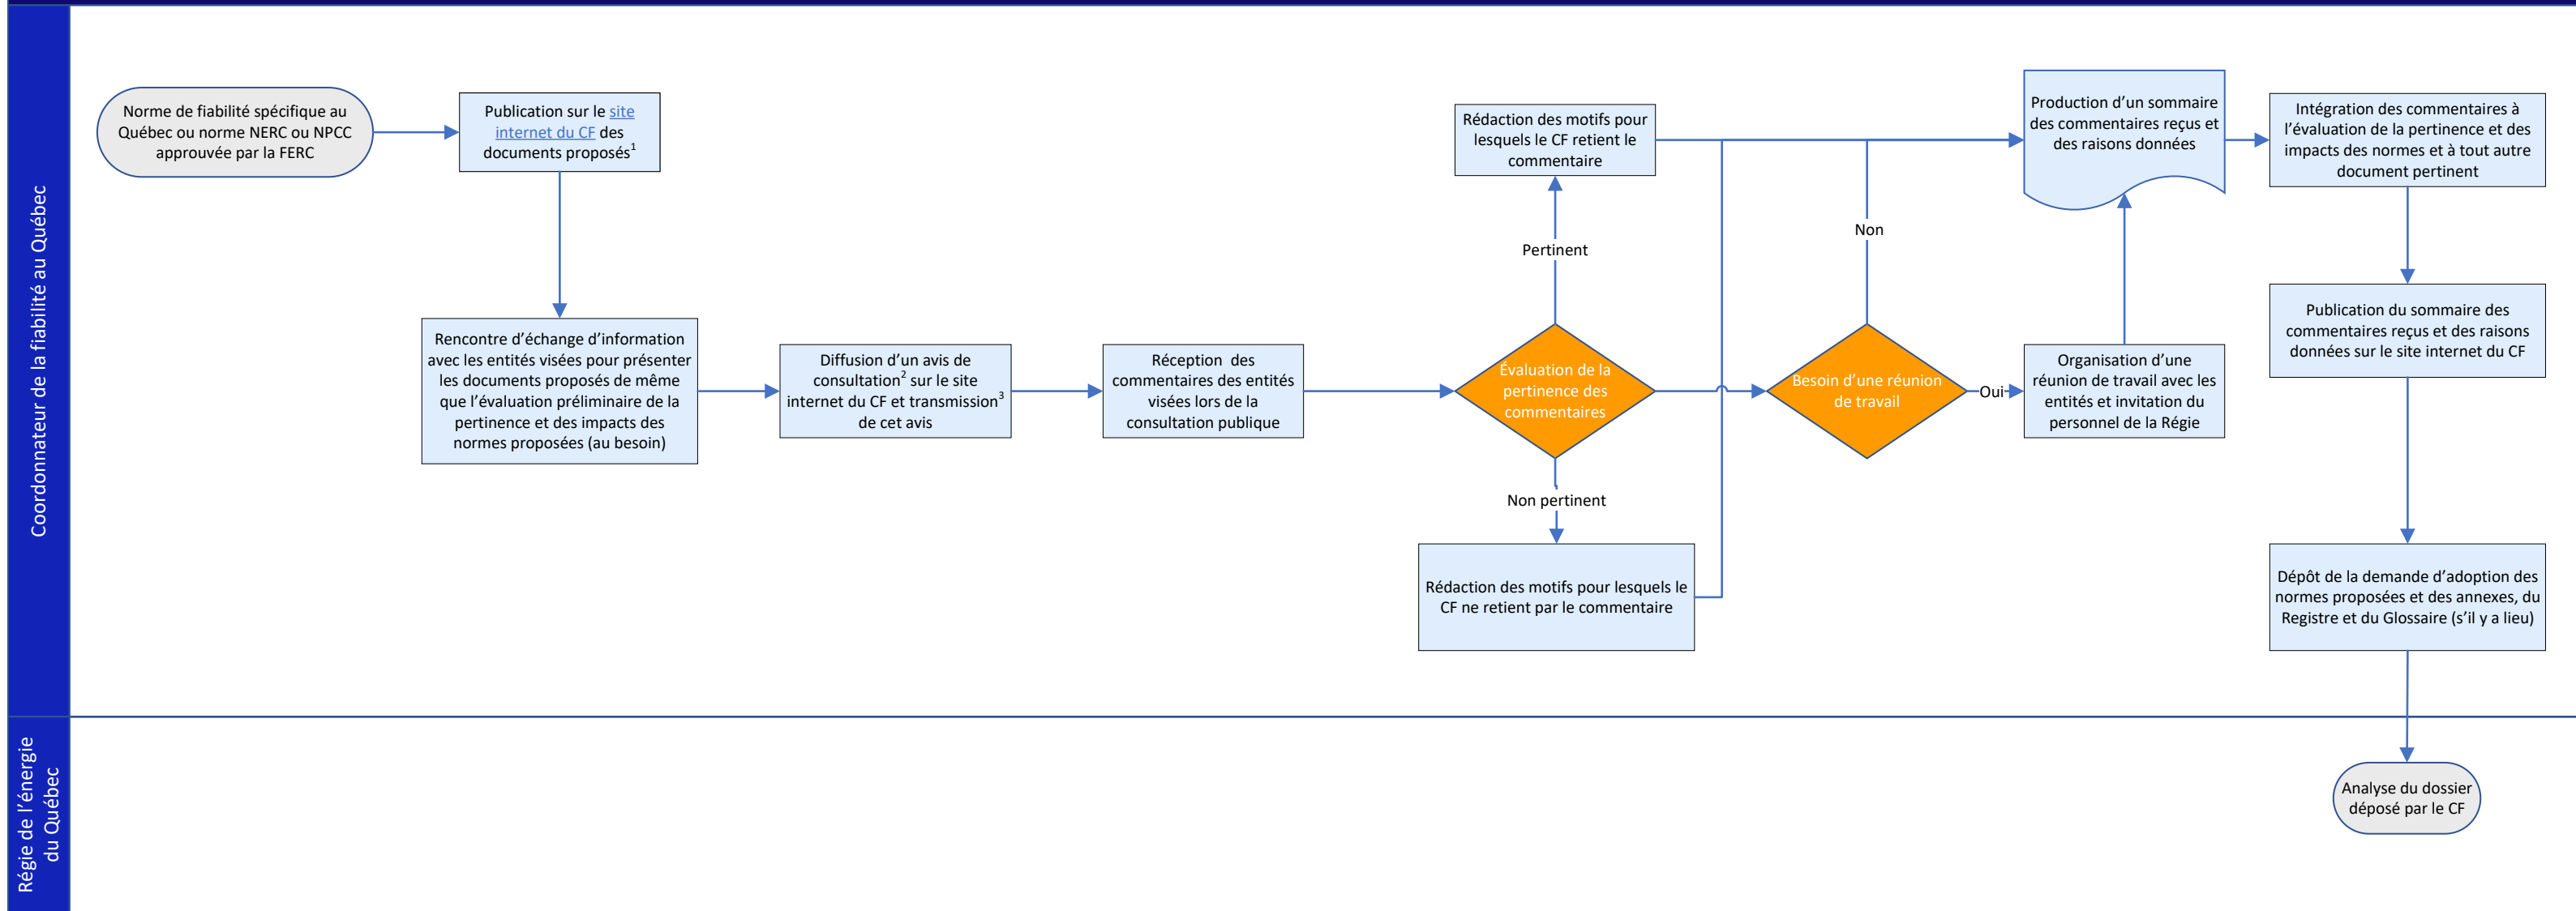 Coordonnateur de la fiabilité au Québec
Norme de fiabilité spécifique au
Québec ou norme NERC ou NPCC
approuvée par la FERC
Publication sur le site
internet du CF des
documents proposés1
Rencontre d’échange d’information
avec les entités visées pour présenter
les documents proposés de même
que l’évaluation préliminaire de la
pertinence et des impacts des
normes proposées (au besoin)
Diffusion d’un avis de
consultation2 sur le site
internet du CF et transmission3
de cet avis
Réception des
commentaires des entités
visées lors de la
consultation publique
Évaluation de la
pertinence des
commentaires
Pertinent
Rédaction des motifs pour
lesquels le CF retient le
commentaire
Non pertinent
Rédaction des motifs pour lesquels le
CF ne retient par le commentaire
Besoin d’une réunion
de travail
Non
Oui
Organisation d’une
réunion de travail avec les
entités et invitation du
personnel de la Régie
Production d’un sommaire
des commentaires reçus et
des raisons données
Intégration des commentaires à
l’évaluation de la pertinence et des
impacts des normes et à tout autre
document pertinent
Publication du sommaire des
commentaires reçus et des raisons
données sur le site internet du CF
Dépôt de la demande d’adoption des
normes proposées et des annexes, du
Registre et du Glossaire (s’il y a lieu)
Régie de l’énergie
du Québec
Analyse du dossier
déposé par le CF